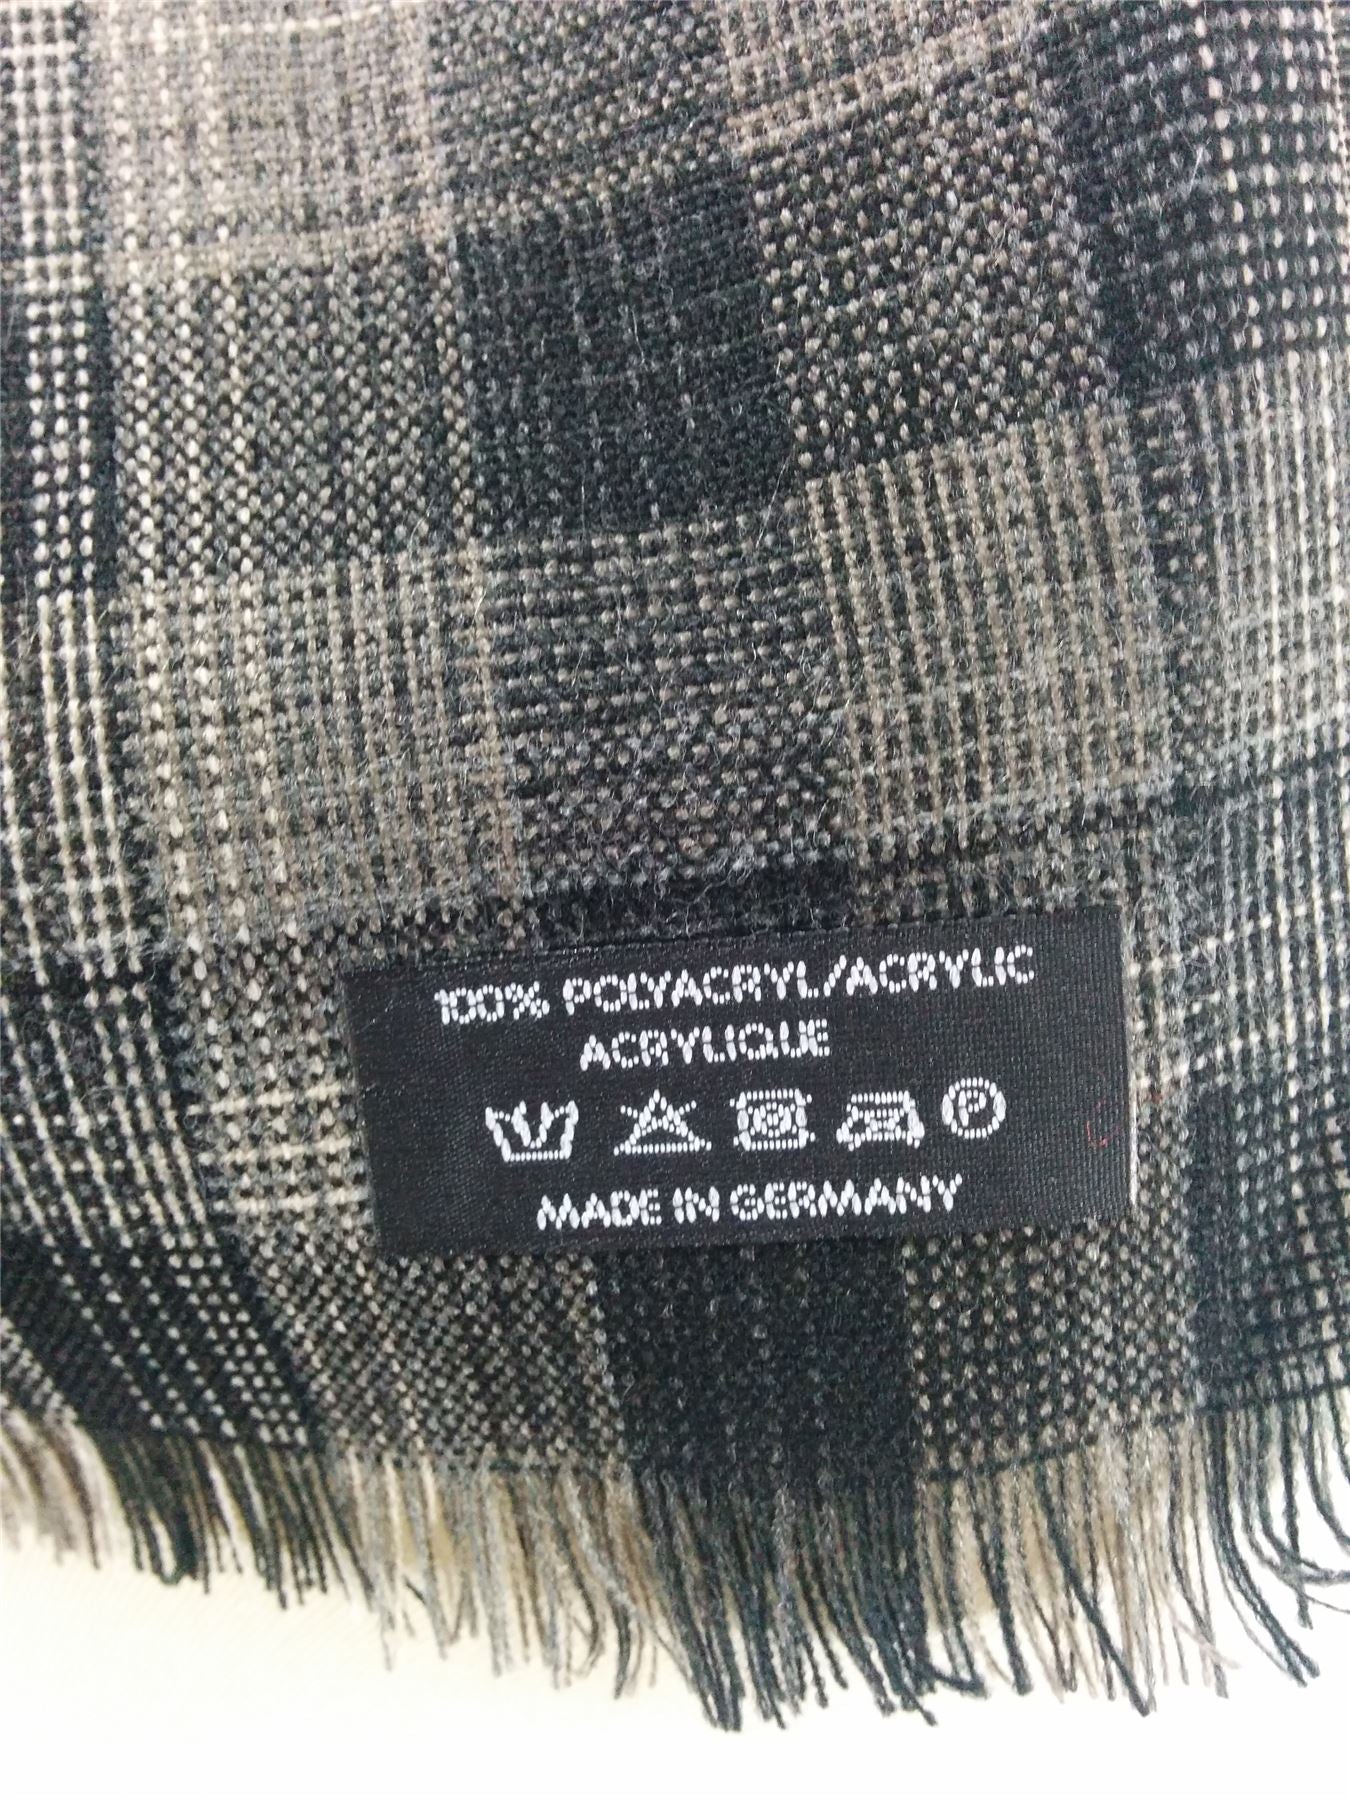 100% POLYACRYL/ACRYLIC
ACRYLIQUE
P
MADE IN GERMANY